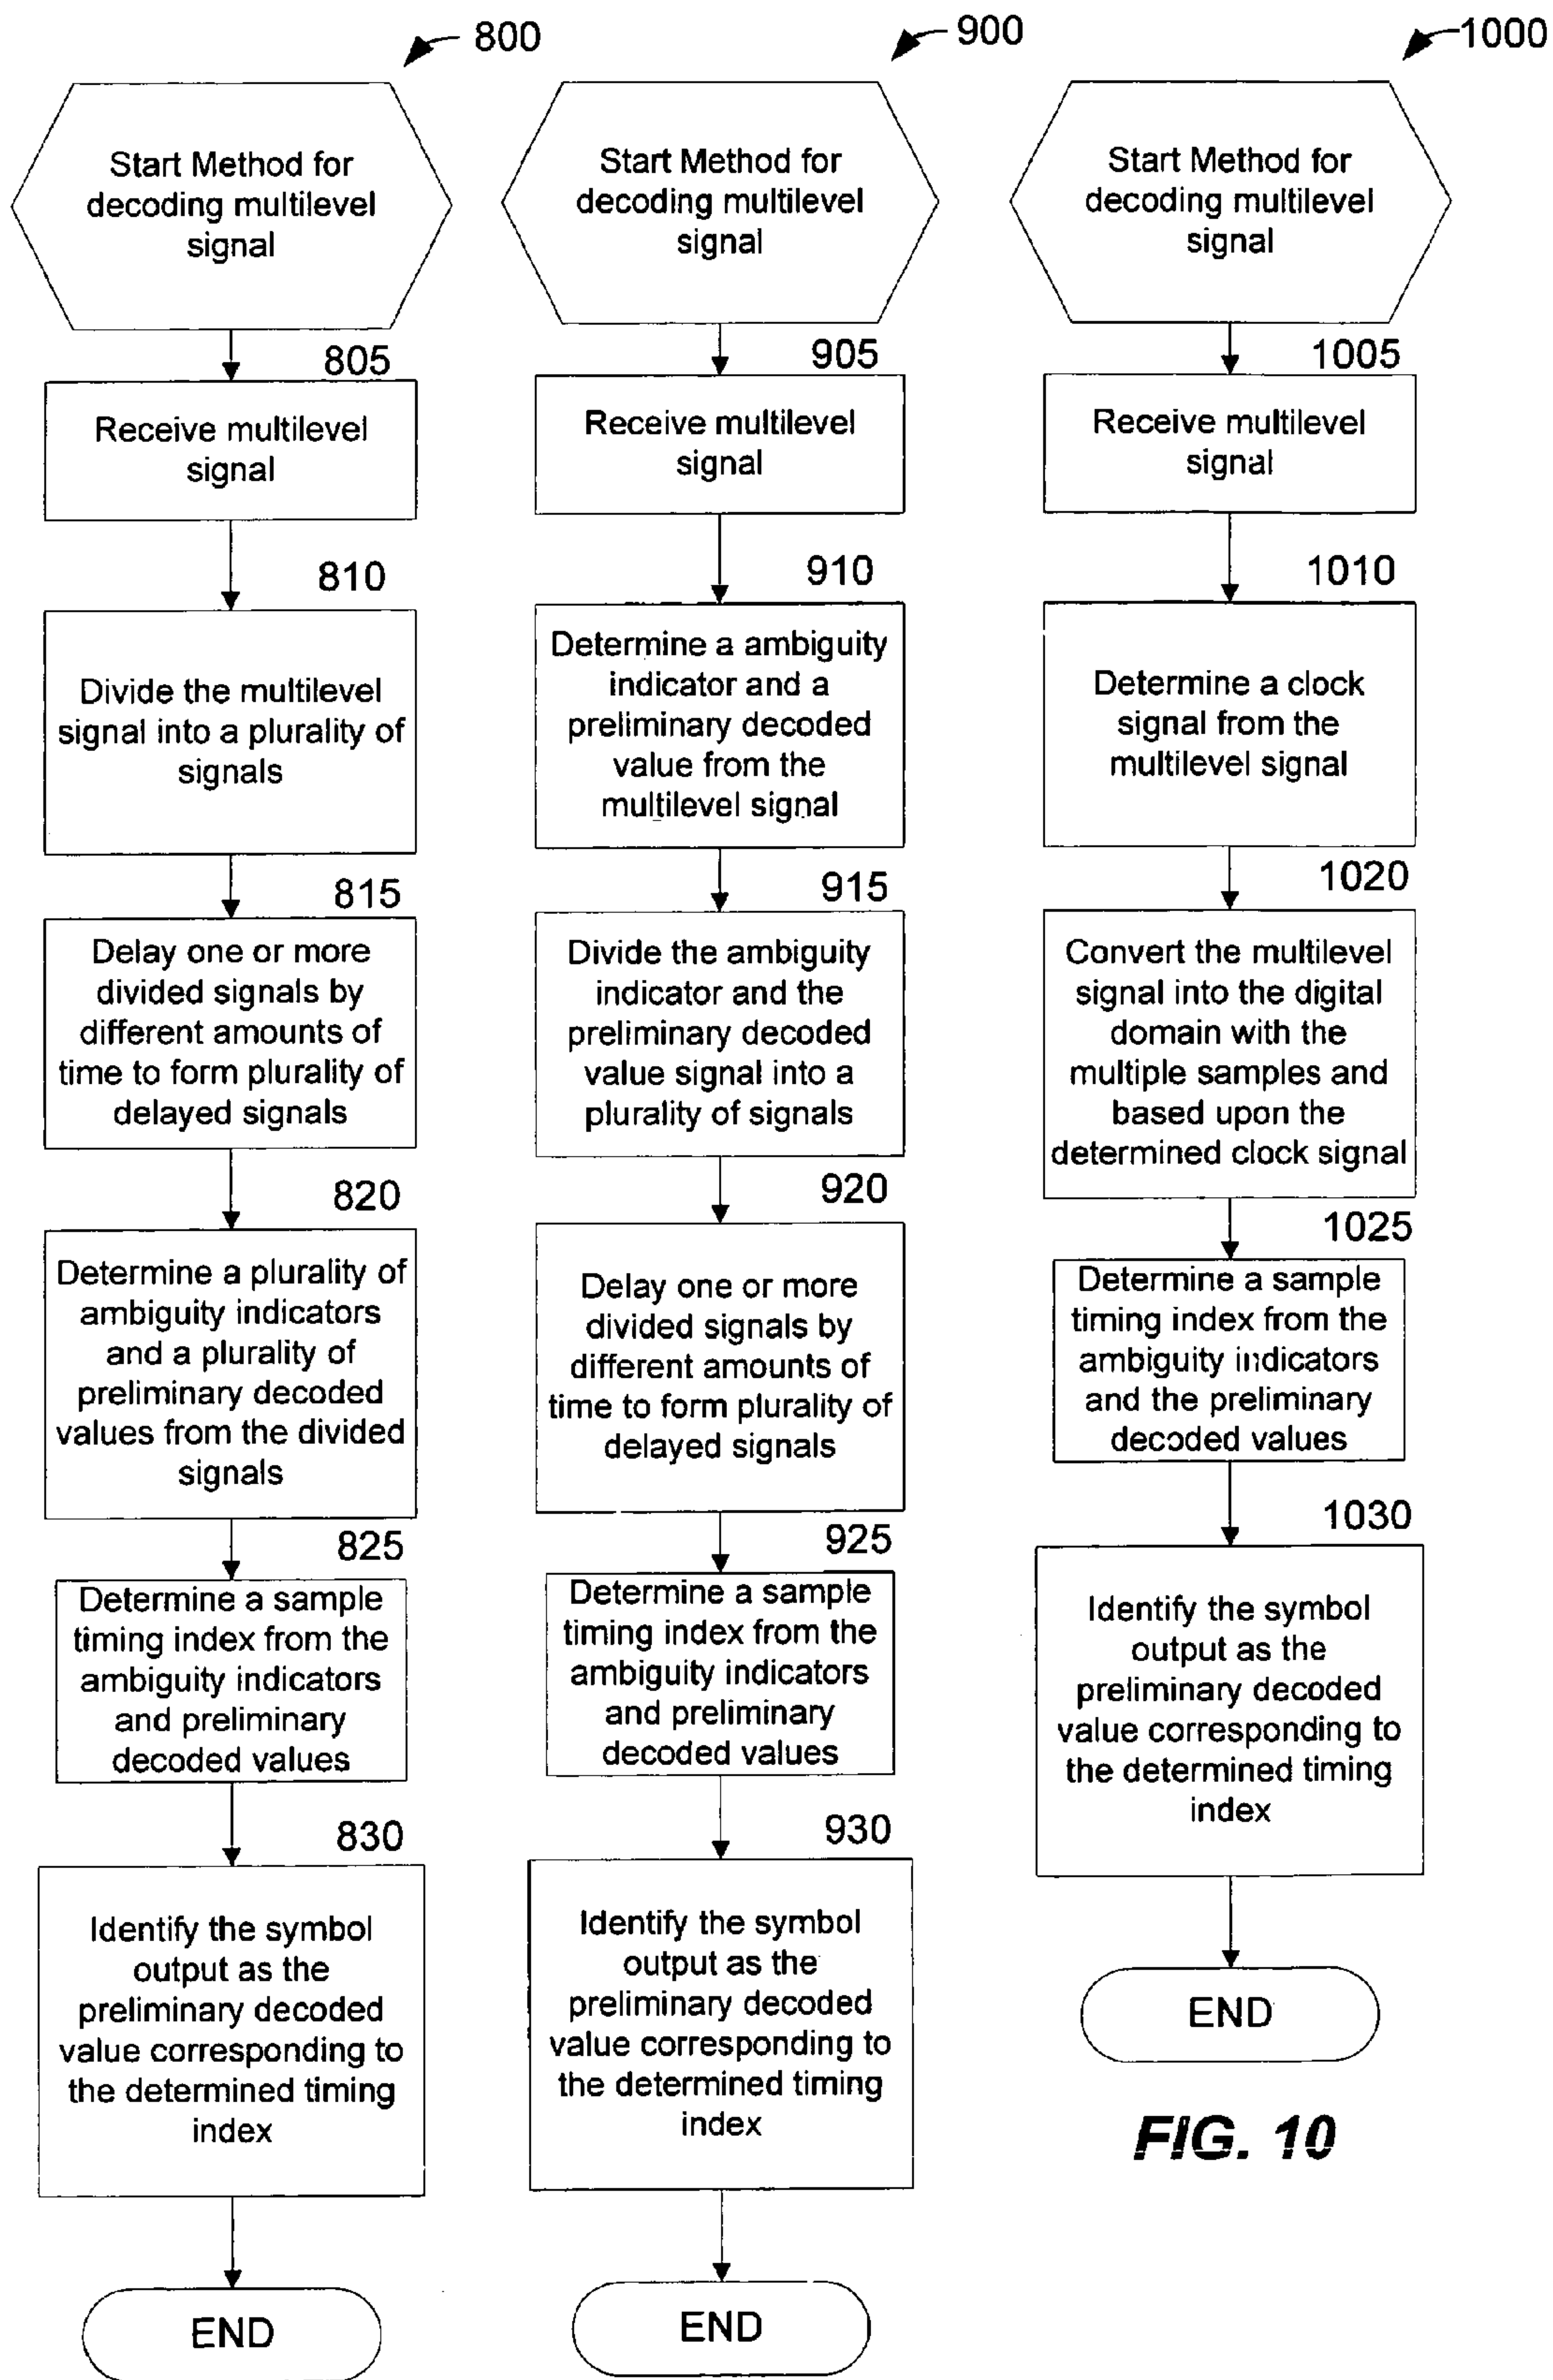 800
Start Method for
decoding multilevel
signal
805
Receive multilevel
signal
810
Divide the multilevel
signal into a plurality of
signals
815
Delay one or more
divided signals by
different amounts of
time to form plurality of
delayed signals
820
Determine a plurality of
ambiguity indicators
and a plurality of
preliminary decoded
values from the divided
signals
825
Determine a sample
timing index from the
ambiguity indicators
and preliminary
decoded values
830
Identify the symbol
output as the
preliminary decoded
value corresponding to
the determined timing
index
END
900
Start Method for
decoding multilevel
signal
905
Receive multilevel
signal
910
Determine a ambiguity
indicator and a
preliminary decoded
value from the
multilevel signal
915
Divide the ambiguity
indicator and the
preliminary decoded
value signal into a
plurality of signals
920
Delay one or more
divided signals by
different amounts of
time to form plurality of
delayed signals
925
Determine a sample
timing index from the
ambiguity indicators
and preliminary
decoded values
930
Identify the symbol
output as the
preliminary decoded
value corresponding to
the determined timing
index
END
1000
Start Method for
decoding multilevel
signal
1005
Receive multilevel
signal
1010
Determine a clock
signal from the
multilevel signal
1020
Convert the multilevel
signal into the digital
domain with the
multiple samples and
based upon the
determined clock signal
1025
Determine a sample
timing index from the
ambiguity indicators
and the preliminary
decoded values
1030
Identify the symbol
output as the
preliminary decoded
value corresponding to
the determined timing
index
END
FIG. 10